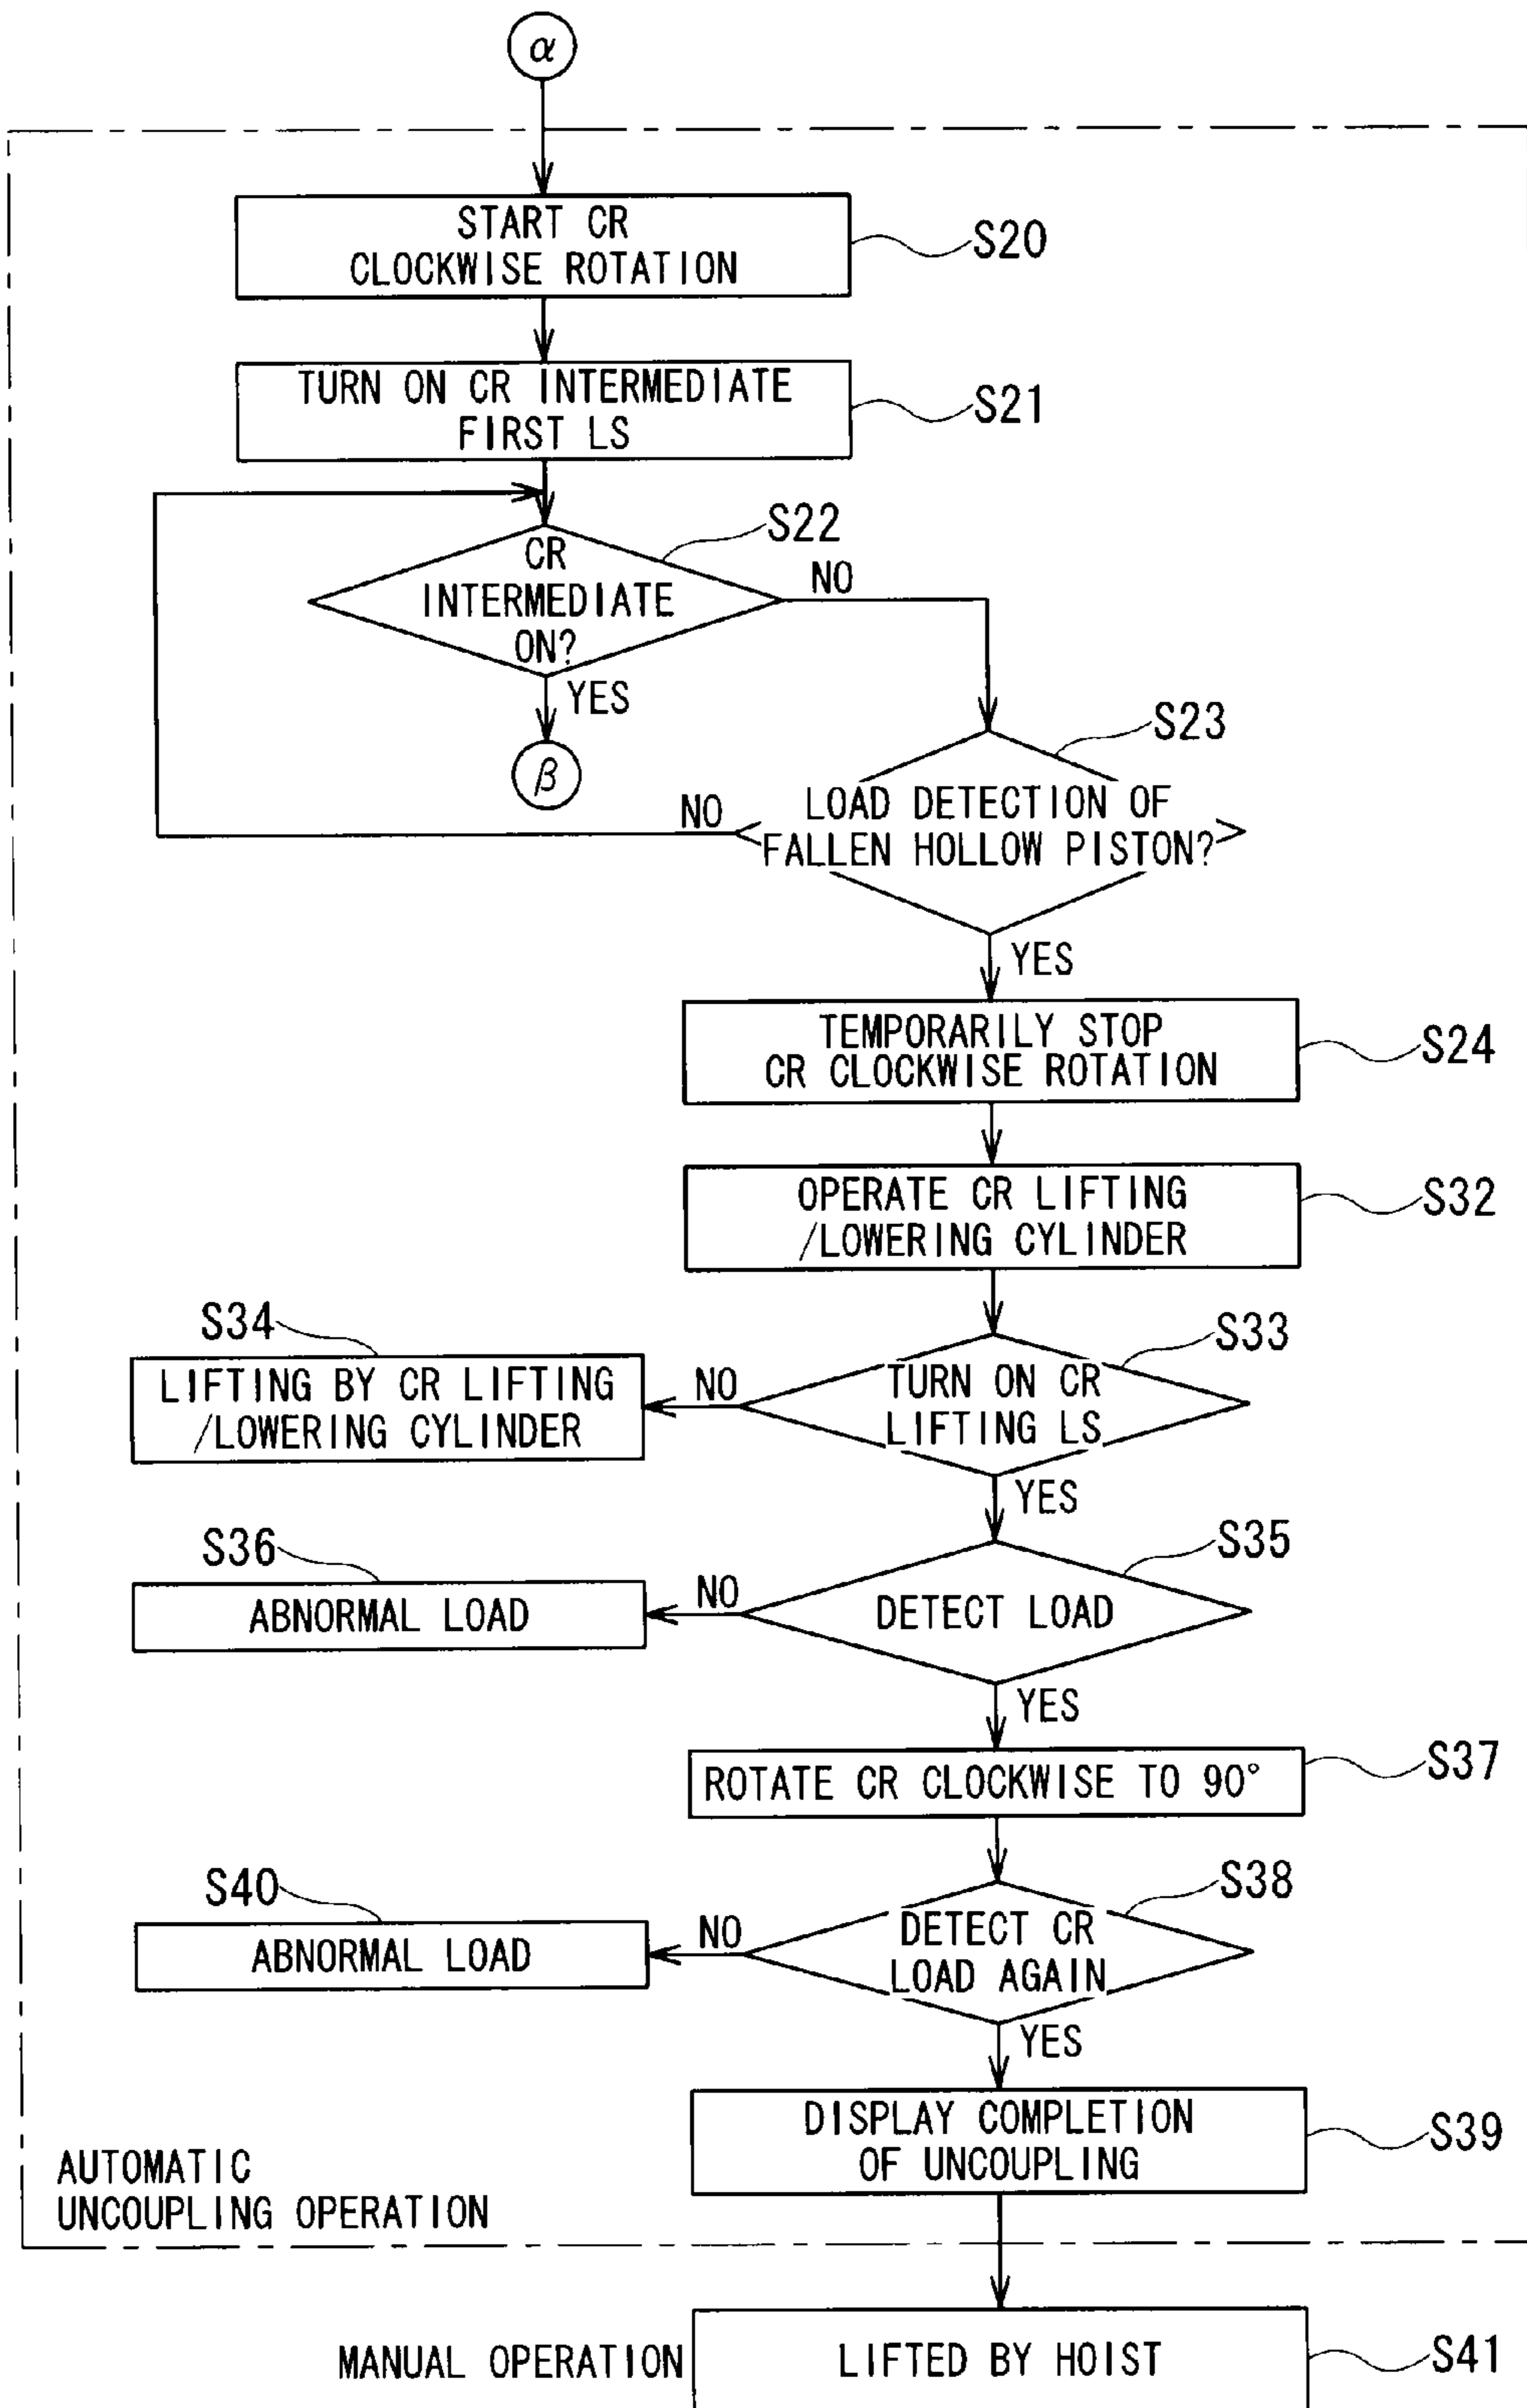 α
START CR
CLOCKWISE ROTATION
S20
TURN ON CR INTERMEDIATE
FIRST LS
S21
S22
CR
INTERMEDIATE
ON?
NO
YES
β
S23
LOAD DETECTION OF
FALLEN HOLLOW PISTON?
NO
YES
TEMPORARILY STOP
CR CLOCKWISE ROTATION
S24
OPERATE CR LIFTING
/LOWERING CYLINDER
S32
S33
TURN ON CR
LIFTING LS
NO
S34
LIFTING BY CR LIFTING
/LOWERING CYLINDER
YES
S35
DETECT LOAD
NO
S36
ABNORMAL LOAD
YES
ROTATE CR CLOCKWISE TO 90°
S37
S38
DETECT CR
LOAD AGAIN
NO
S40
ABNORMAL LOAD
YES
DISPLAY COMPLETION
OF UNCOUPLING
S39
AUTOMATIC
UNCOUPLING OPERATION
MANUAL OPERATION
LIFTED BY HOIST
S41